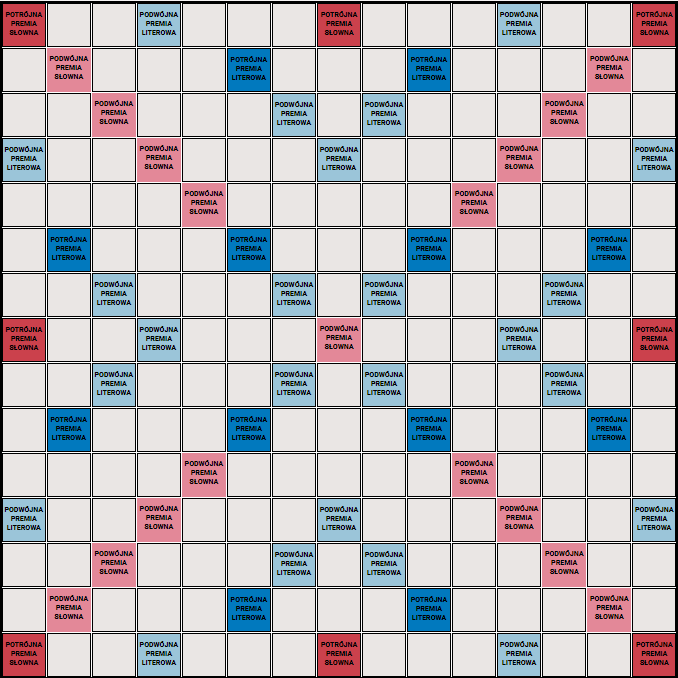 POTRÓJNA PODWÓJNA POTRÓJNA PODWÓJNA POTRÓJNA
PREMIA PREMIA PREMIA PREMIA PREMIA
SŁOWNA LITEROWA SŁOWNA LITEROWA SŁOWNA
PODWÓJNA POTRÓJNA POTRÓJNA PODWÓJNA
PREMIA PREMIA PREMIA PREMIA
SŁOWNA LITEROWA LITEROWA SŁOWNA
PODWÓJNA PODWÓJNA PODWÓJNA PODWÓJNA
PREMIA PREMIA PREMIA PREMIA
SŁOWNA LITEROWA LITEROWA SŁOWNA
PODWÓJNA PODWÓJNA PODWÓJNA PODWÓJNA PODWÓJNA
PREMIA PREMIA PREMIA PREMIA PREMIA
LITEROWA SŁOWNA LITEROWA SŁOWNA LITEROWA
PODWÓJNA PODWÓJNA
PREMIA PREMIA
SŁOWNA SŁOWNA
POTRÓJNA POTRÓJNA POTRÓJNA POTRÓJNA
PREMIA PREMIA PREMIA PREMIA
LITEROWA LITEROWA LITEROWA LITEROWA
PODWÓJNA PODWÓJNA PODWÓJNA PODWÓJNA
PREMIA PREMIA PREMIA PREMIA
LITEROWA LITEROWA LITEROWA LITEROWA
POTRÓJNA PODWÓJNA PODWÓJNA PODWÓJNA POTRÓJNA
PREMIA PREMIA PREMIA PREMIA PREMIA
SŁOWNA LITEROWA SŁOWNA LITEROWA SŁOWNA
PODWÓJNA PODWÓJNA PODWÓJNA PODWÓJNA
PREMIA PREMIA PREMIA PREMIA
LITEROWA LITEROWA LITEROWA LITEROWA
POTRÓJNA POTRÓJNA POTRÓJNA POTRÓJNA
PREMIA PREMIA PREMIA PREMIA
LITEROWA LITEROWA LITEROWA LITEROWA
PODWÓJNA PODWÓJNA
PREMIA PREMIA
SŁOWNA SŁOWNA
PODWÓJNA PODWÓJNA PODWÓJNA PODWÓJNA PODWÓJNA
PREMIA PREMIA PREMIA PREMIA PREMIA
LITEROWA SŁOWNA LITEROWA SŁOWNA LITEROWA
PODWÓJNA PODWÓJNA PODWÓJNA PODWÓJNA
PREMIA PREMIA PREMIA PREMIA
SŁOWNA LITEROWA LITEROWA SŁOWNA
PODWÓJNA POTRÓJNA POTRÓJNA PODWÓJNA
PREMIA PREMIA PREMIA PREMIA
SŁOWNA LITEROWA LITEROWA SŁOWNA
POTRÓJNA PODWÓJNA POTRÓJNA PODWÓJNA POTRÓJNA
PREMIA PREMIA PREMIA PREMIA PREMIA
SŁOWNA LITEROWA SŁOWNA LITEROWA SŁOWNA